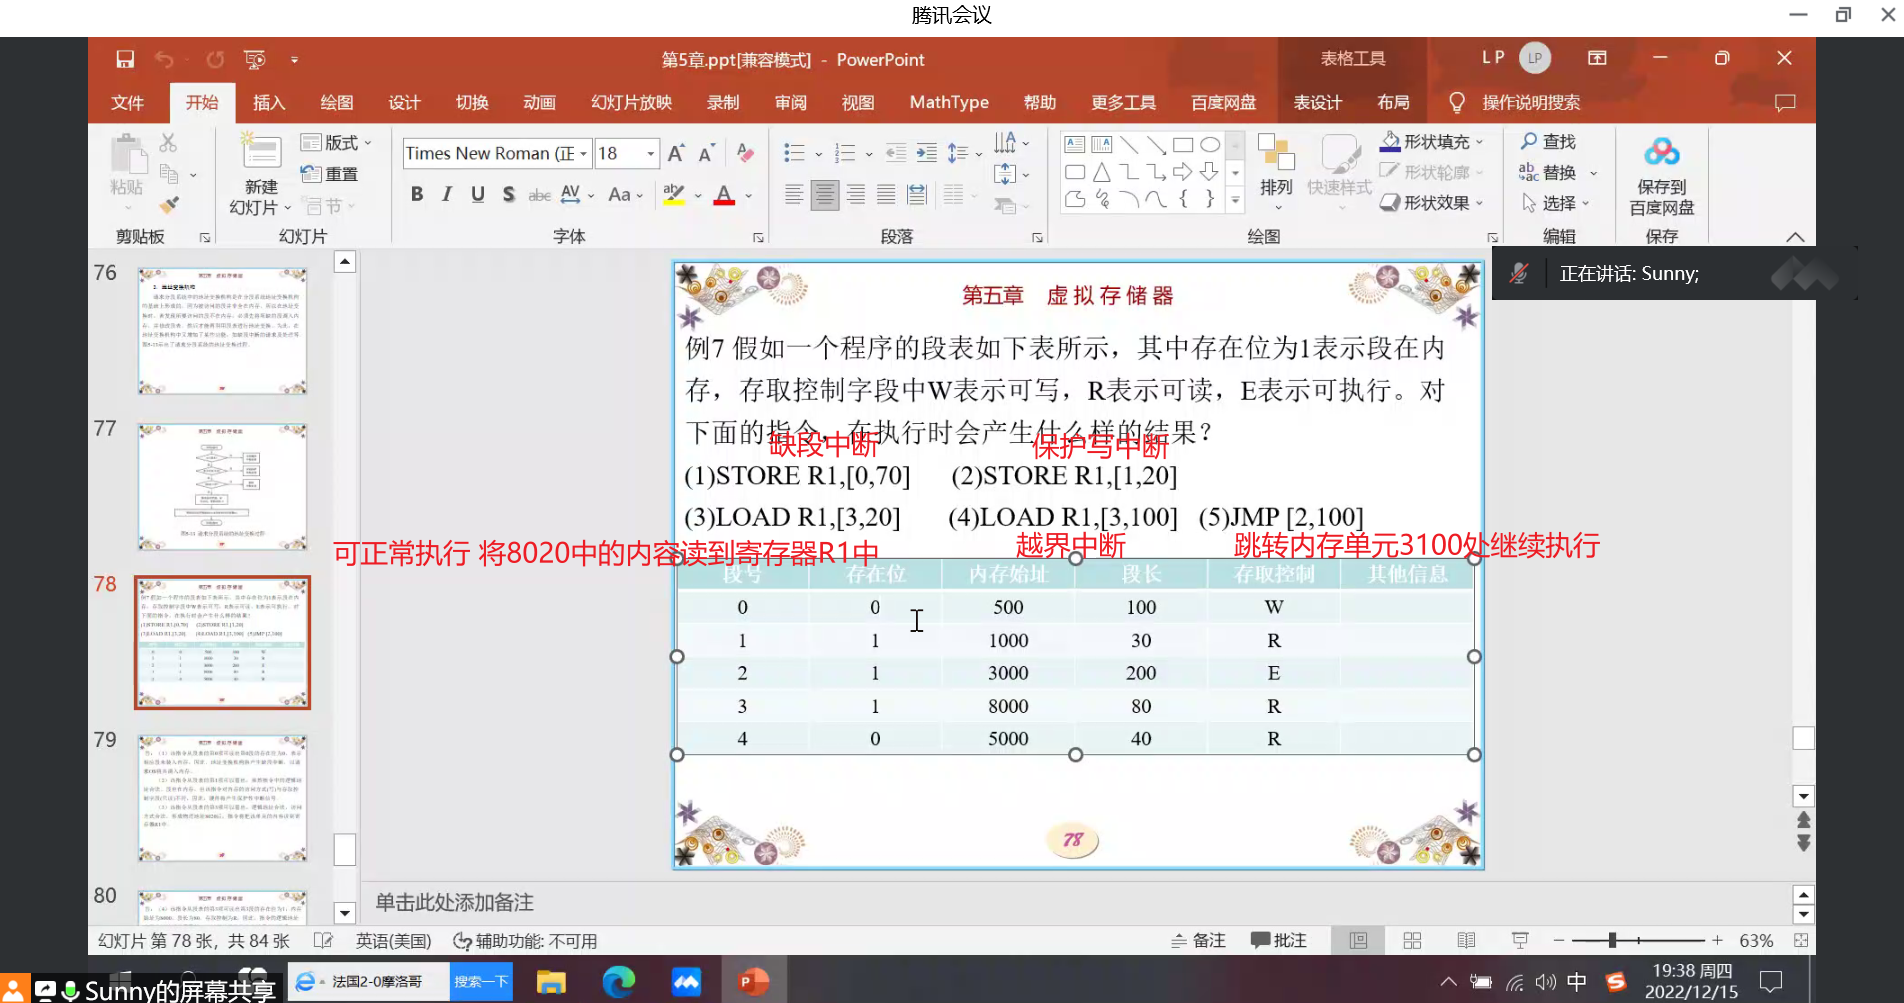 腾讯会议
第5章.ppt[兼容模式] - PowerPoint
表格工具
L P
LP
文件 开始 插入 绘图 设计 切换 动画 幻灯片放映 录制 审阅 视图 MathType 帮助 更多工具 百度网盘 表设计 布局 操作说明搜索
粘贴
剪贴板
新建
幻灯片
版式
重置
节
幻灯片
Times New Roman (正
18
B I U S abc AV Aa A
字体
段落
排列
快速样式
形状填充
形状轮廓
形状效果
绘图
查找
替换
选择
编辑
保存到
百度网盘
保存
正在讲话: Sunny;
76
77
78
79
80
第五章 虚拟存储器
例7 假如一个程序的段表如下表所示，其中存在位为1表示段在内
存，存取控制字段中W表示可写，R表示可读，E表示可执行。对
下面的指令，在执行时会产生什么样的结果？
缺段中断 保护写中断
(1)STORE R1,[0,70] (2)STORE R1,[1,20]
(3)LOAD R1,[3,20] (4)LOAD R1,[3,100] (5)JMP [2,100]
可正常执行 将8020中的内容读到寄存器R1中 越界中断 跳转内存单元3100处继续执行
段号 存在位 内存始址 段长 存取控制 其他信息
0 0 500 100 W
1 1 1000 30 R
2 1 3000 200 E
3 1 8000 80 R
4 0 5000 40 R
78
单击此处添加备注
幻灯片 第 78 张，共 84 张 英语(美国) 辅助功能: 不可用 备注 批注 63%
Sunny的屏幕共享
法国2-0摩洛哥 搜索一下
中
19:38 周四
2022/12/15